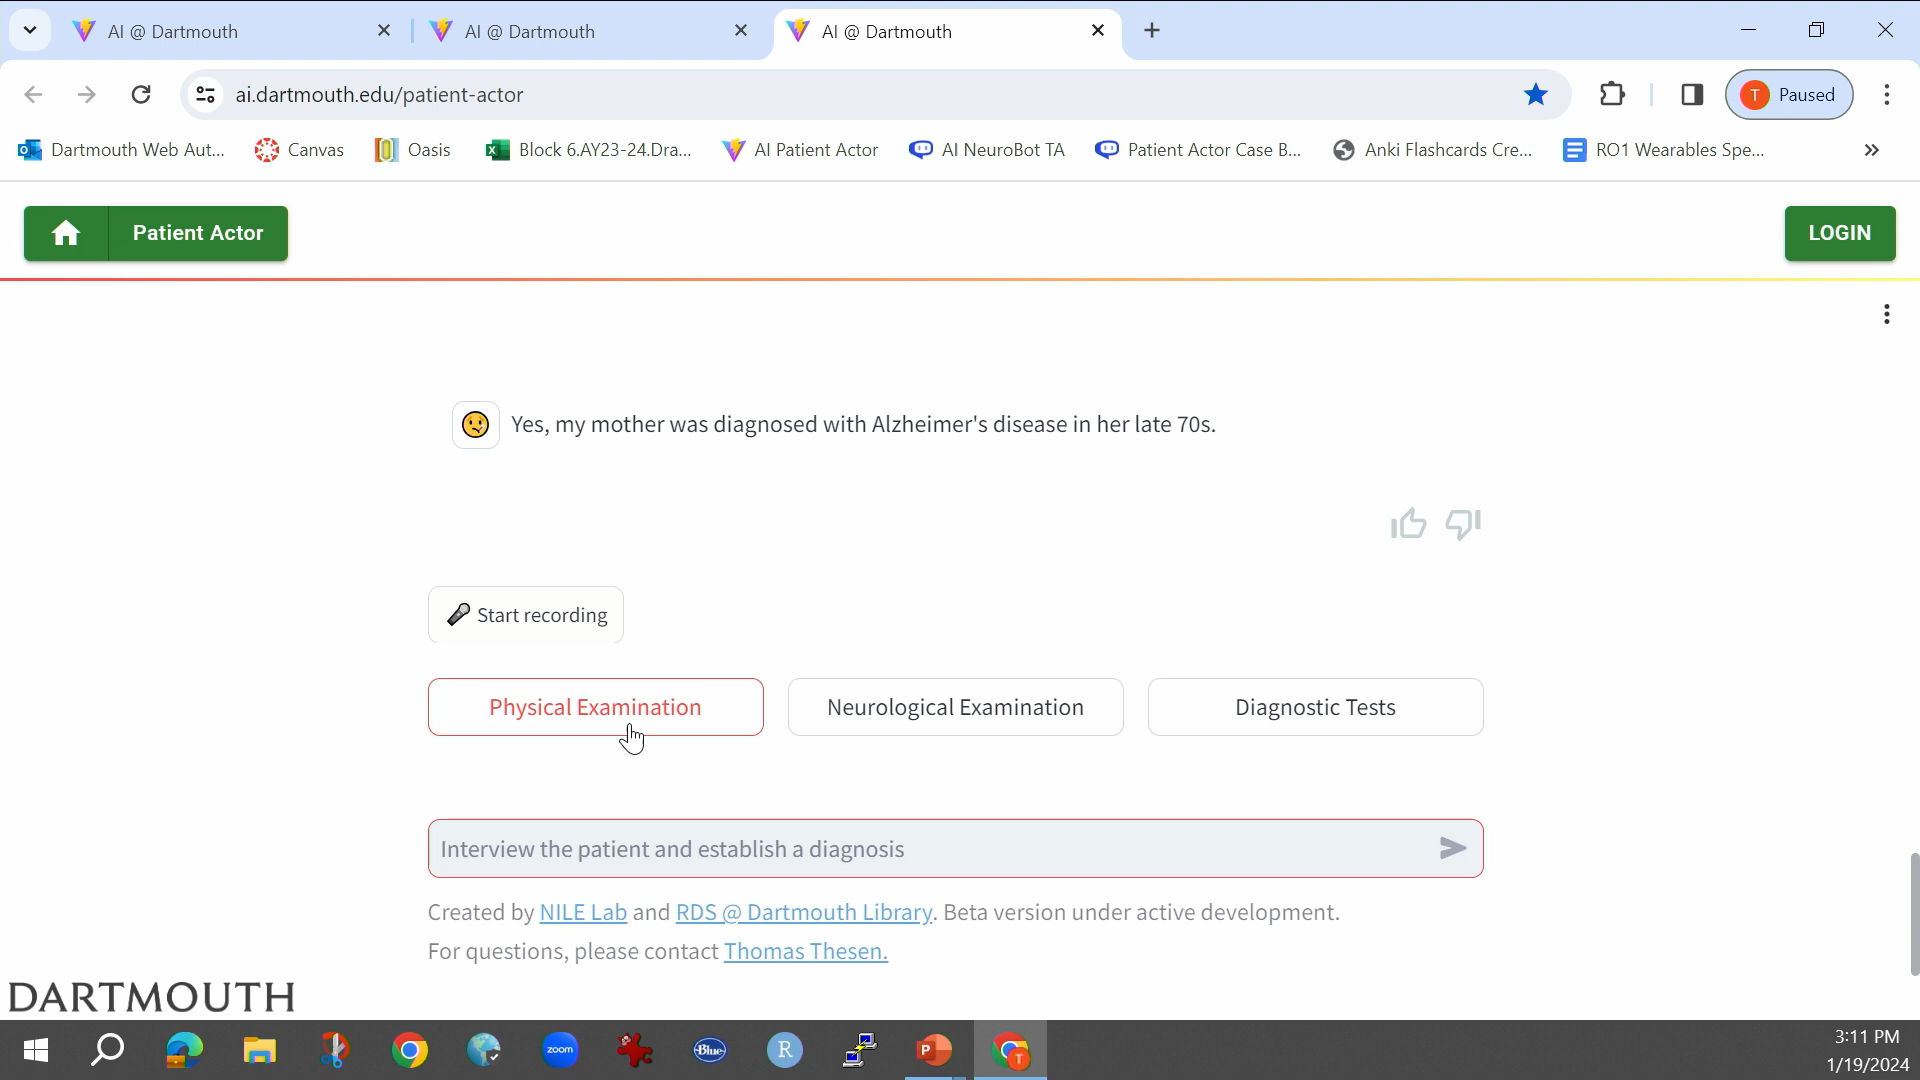 AI @ Dartmouth
AI @ Dartmouth
AI @ Dartmouth
ai.dartmouth.edu/patient-actor
T Paused
Dartmouth Web Aut...
Canvas
Oasis
Block 6.AY23-24.Dra...
AI Patient Actor
AI NeuroBot TA
Patient Actor Case B...
Anki Flashcards Cre...
RO1 Wearables Spe...
Patient Actor
LOGIN
Yes, my mother was diagnosed with Alzheimer's disease in her late 70s.
Start recording
Physical Examination
Neurological Examination
Diagnostic Tests
Interview the patient and establish a diagnosis
Created by NILE Lab and RDS @ Dartmouth Library. Beta version under active development.
For questions, please contact Thomas Thesen.
DARTMOUTH
zoom
Blue
R
P
T
3:11 PM
1/19/2024